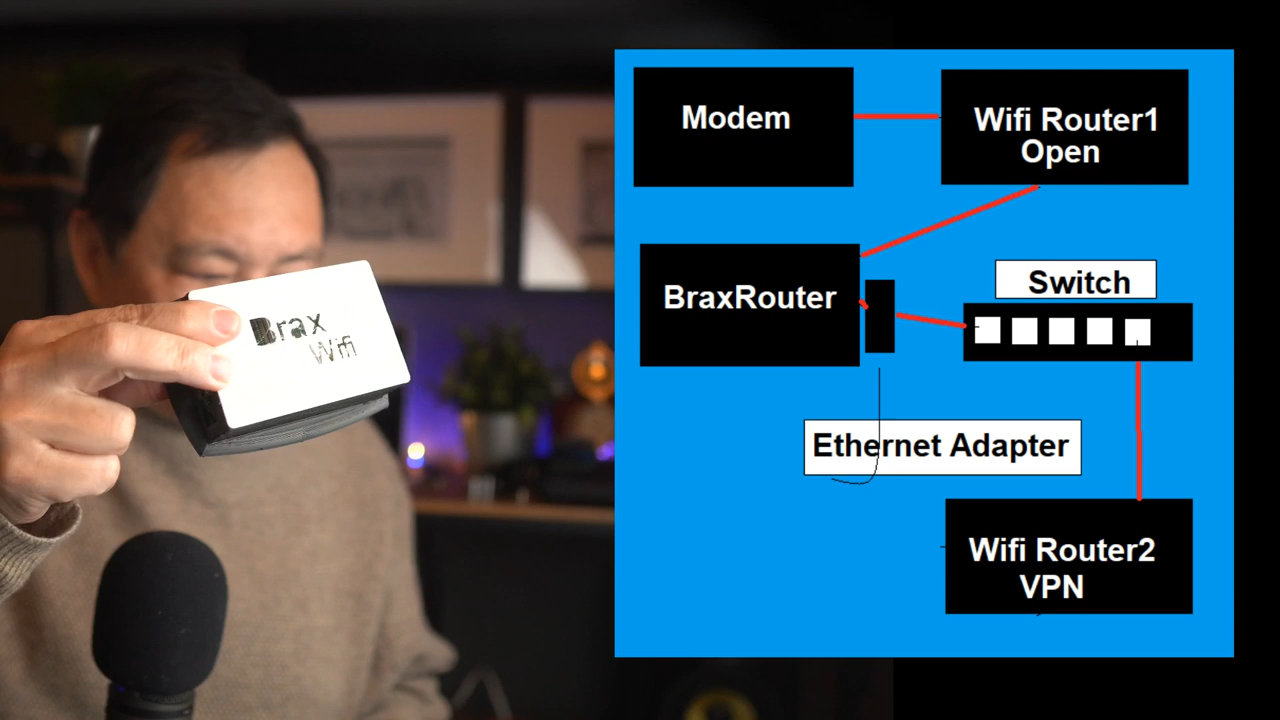 Brax
Wifi
Modem
Wifi Router1
Open
BraxRouter
Switch
Ethernet Adapter
Wifi Router2
VPN